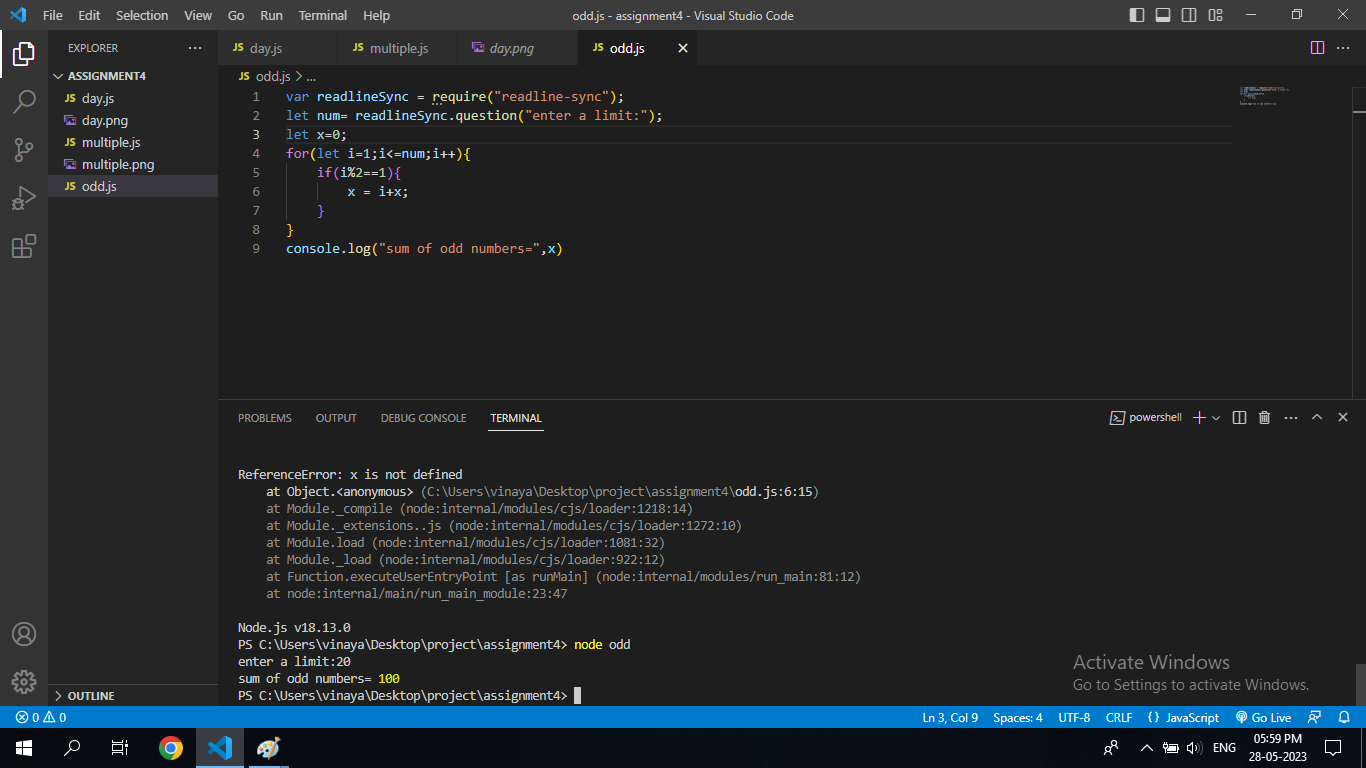 File Edit Selection View Go Run Terminal Help
odd.js - assignment4 - Visual Studio Code
EXPLORER
ASSIGNMENT4
JS day.js
day.png
JS multiple.js
multiple.png
JS odd.js
OUTLINE
JS day.js JS multiple.js day.png JS odd.js
JS odd.js > ...
1 var readlineSync = require("readline-sync");
2 let num= readlineSync.question("enter a limit:");
3 let x=0;
4 for(let i=1;i<=num;i++){
5 if(i%2==1){
6 x = i+x;
7 }
8 }
9 console.log("sum of odd numbers=",x)
PROBLEMS OUTPUT DEBUG CONSOLE TERMINAL
powershell
ReferenceError: x is not defined
at Object.<anonymous> (C:\Users\vinaya\Desktop\project\assignment4\odd.js:6:15)
at Module._compile (node:internal/modules/cjs/loader:1218:14)
at Module._extensions..js (node:internal/modules/cjs/loader:1272:10)
at Module.load (node:internal/modules/cjs/loader:1081:32)
at Module._load (node:internal/modules/cjs/loader:922:12)
at Function.executeUserEntryPoint [as runMain] (node:internal/modules/run_main:81:12)
at node:internal/main/run_main_module:23:47
Node.js v18.13.0
PS C:\Users\vinaya\Desktop\project\assignment4> node odd
enter a limit:20
sum of odd numbers= 100
PS C:\Users\vinaya\Desktop\project\assignment4>
Activate Windows
Go to Settings to activate Windows.
0 0 Ln 3, Col 9 Spaces: 4 UTF-8 CRLF {} JavaScript Go Live
ENG
05:59 PM
28-05-2023